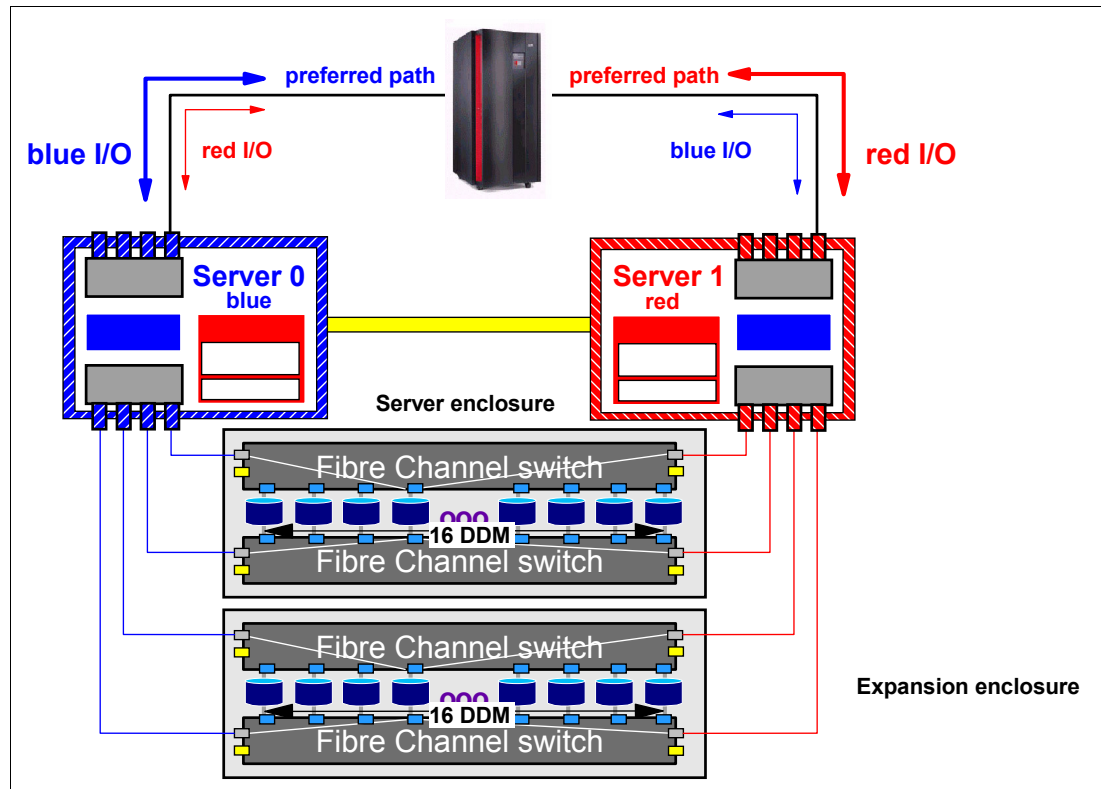 preferred path
preferred path
blue I/O
red I/O
blue I/O
red I/O
Server 0
blue
Server 1
red
Server enclosure
Fibre Channel switch
16 DDM
Fibre Channel switch
Fibre Channel switch
16 DDM
Fibre Channel switch
Expansion enclosure